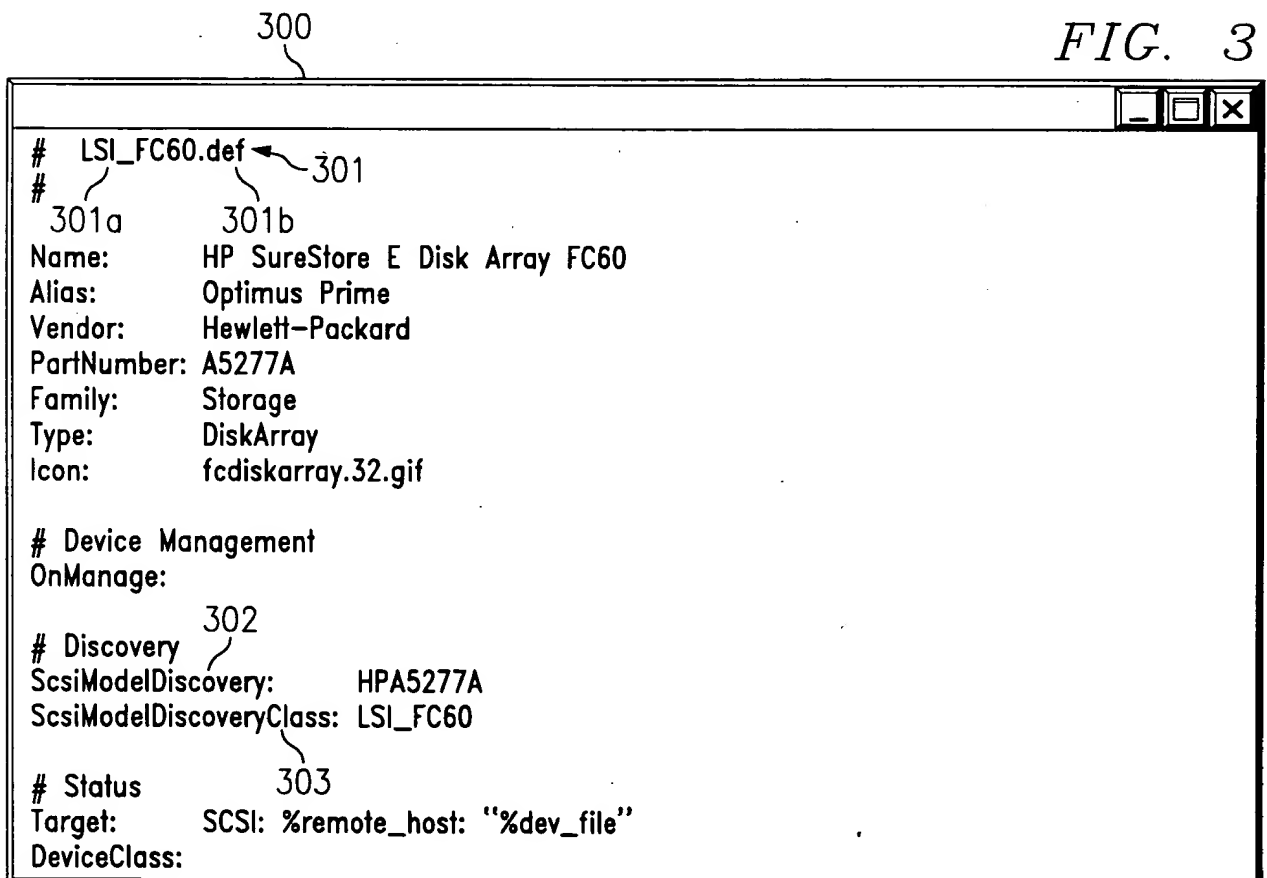 300
FIG. 3
# LSI_FC60.def 301
#
301a 301b
Name: HP SureStore E Disk Array FC60
Alias: Optimus Prime
Vendor: Hewlett-Packard
PartNumber: A5277A
Family: Storage
Type: DiskArray
Icon: fcdiskarray.32.gif
# Device Management
OnManage:
302
# Discovery
ScsiModelDiscovery: HPA5277A
ScsiModelDiscoveryClass: LSI_FC60
303
# Status
Target: SCSI: %remote_host: “%dev_file”
DeviceClass: